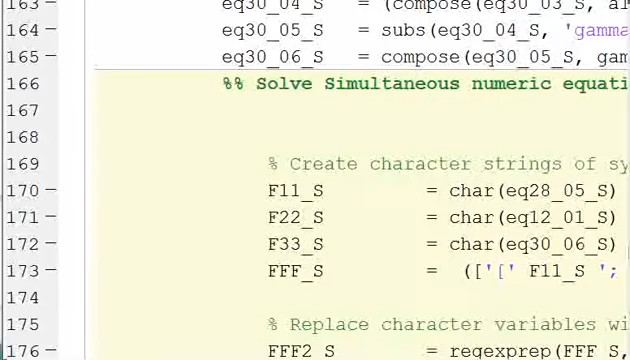 163 eq30_04_S = (compose(eq30_03_S, al
164 – eq30_05_S = subs(eq30_04_S, 'gamma
165 – eq30_06_S = compose(eq30_05_S, gam
166 %% Solve Simultaneous numeric equati
167
168
169 % Create character strings of sy
170 – F11_S = char(eq28_05_S)
171 – F22_S = char(eq12_01_S)
172 – F33_S = char(eq30_06_S)
173 – FFF_S = (['[' F11_S ';
174
175 % Replace character variables wi
176 – FFF2_S = regexprep(FFF_S,